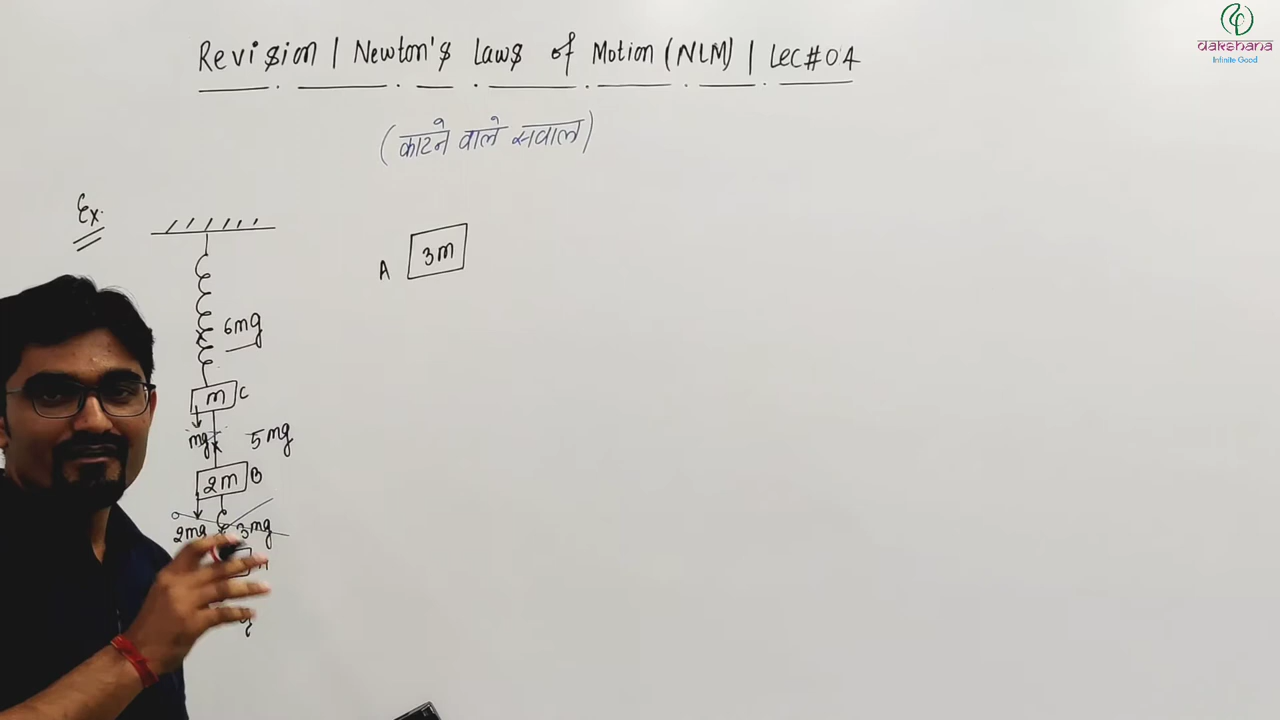 Revision | Newton's Laws of Motion (NLM) | Lec#04
dakshana
Infinite Good
(काटने वाले सवाल)
Ex.
A 3m
6mg
m C
mg 5mg
2m B
2mg 3mg